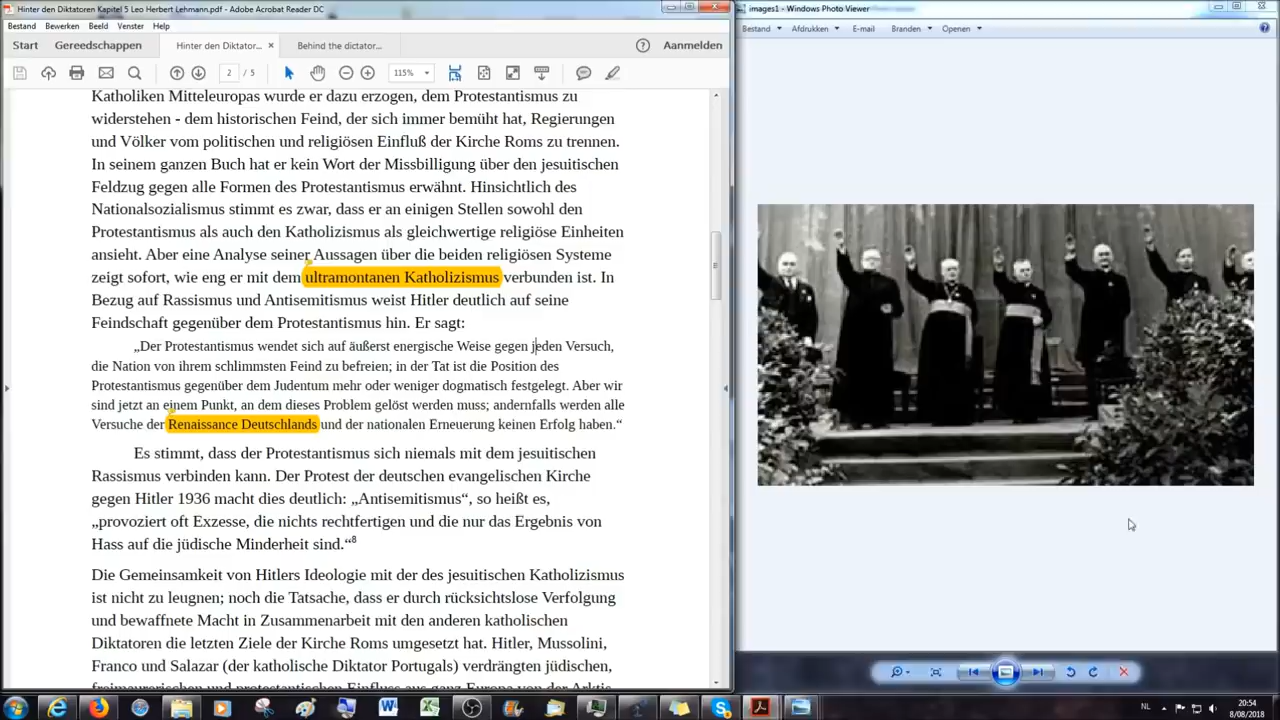 Hinter den Diktatoren Kapitel 5 Leo Herbert Lehmann.pdf - Adobe Acrobat Reader DC
Bestand Bewerken Beeld Venster Help
Start Gereedschappen Hinter den Diktator... × Behind the dictator... Aanmelden
2 / 5 115%
Katholiken Mitteleuropas wurde er dazu erzogen, dem Protestantismus zu
widerstehen - dem historischen Feind, der sich immer bemüht hat, Regierungen
und Völker vom politischen und religiösen Einfluß der Kirche Roms zu trennen.
In seinem ganzen Buch hat er kein Wort der Missbilligung über den jesuitischen
Feldzug gegen alle Formen des Protestantismus erwähnt. Hinsichtlich des
Nationalsozialismus stimmt es zwar, dass er an einigen Stellen sowohl den
Protestantismus als auch den Katholizismus als gleichwertige religiöse Einheiten
ansieht. Aber eine Analyse seiner Aussagen über die beiden religiösen Systeme
zeigt sofort, wie eng er mit dem ultramontanen Katholizismus verbunden ist. In
Bezug auf Rassismus und Antisemitismus weist Hitler deutlich auf seine
Feindschaft gegenüber dem Protestantismus hin. Er sagt:
„Der Protestantismus wendet sich auf äußerst energische Weise gegen jeden Versuch,
die Nation von ihrem schlimmsten Feind zu befreien; in der Tat ist die Position des
Protestantismus gegenüber dem Judentum mehr oder weniger dogmatisch festgelegt. Aber wir
sind jetzt an einem Punkt, an dem dieses Problem gelöst werden muss; andernfalls werden alle
Versuche der Renaissance Deutschlands und der nationalen Erneuerung keinen Erfolg haben.“
Es stimmt, dass der Protestantismus sich niemals mit dem jesuitischen
Rassismus verbinden kann. Der Protest der deutschen evangelischen Kirche
gegen Hitler 1936 macht dies deutlich: „Antisemitismus“, so heißt es,
„provoziert oft Exzesse, die nichts rechtfertigen und die nur das Ergebnis von
Hass auf die jüdische Minderheit sind.“8
Die Gemeinsamkeit von Hitlers Ideologie mit der des jesuitischen Katholizismus
ist nicht zu leugnen; noch die Tatsache, dass er durch rücksichtslose Verfolgung
und bewaffnete Macht in Zusammenarbeit mit den anderen katholischen
Diktatoren die letzten Ziele der Kirche Roms umgesetzt hat. Hitler, Mussolini,
Franco und Salazar (der katholische Diktator Portugals) verdrängten jüdischen,
freimaurerischen und protestantischen Einfluss aus ganz Europa von der Arktis
images1 - Windows Photo Viewer
Bestand Afdrukken E-mail Branden Openen
NL 20:54
8/08/2018